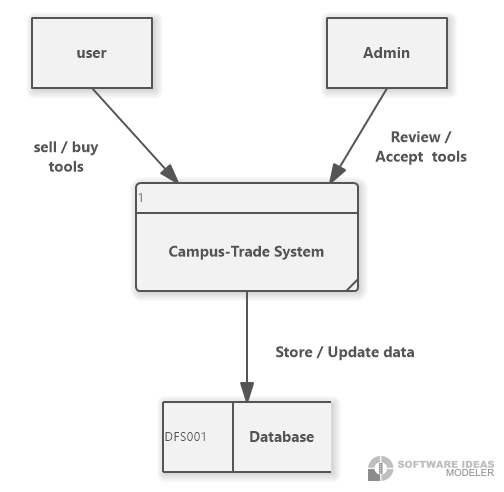 user
Admin
sell / buy
tools
Review /
Accept  tools
1
Campus-Trade System
Store / Update data
DFS001
Database
SOFTWARE IDEAS
MODELER